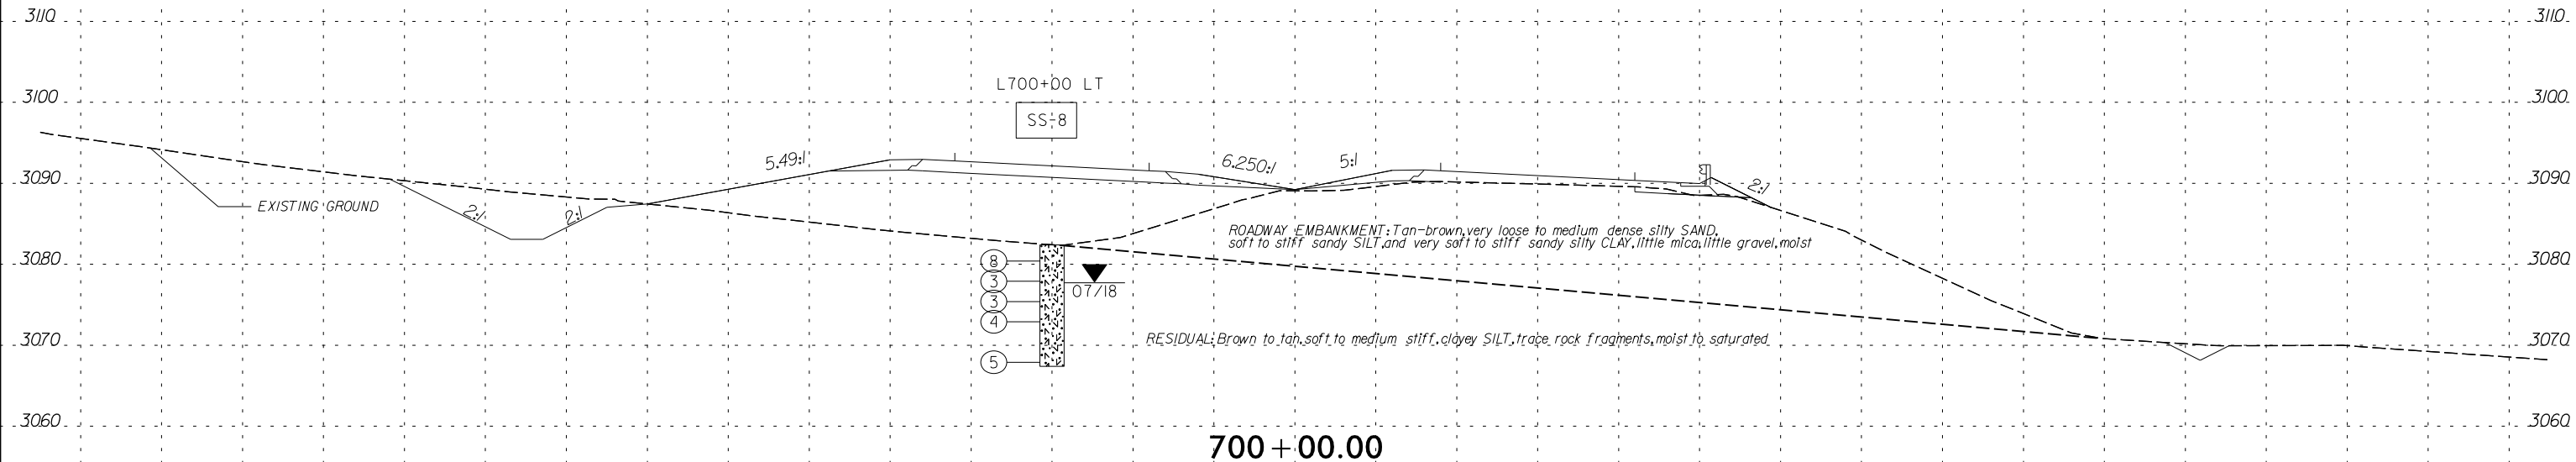 3110 3110
L700+00 LT
3100 3100
SS-8
5.49:1 6.250:1 5:1
3090 3090
2:1
EXISTING GROUND
2:1 2:1
ROADWAY EMBANKMENT: Tan-brown, very loose to medium dense silty SAND,
soft to stiff sandy SILT, and very soft to stiff sandy silty CLAY, little mica, little gravel, moist
3080 8 3080
3
07/18
3
4
3070 3070
RESIDUAL: Brown to tan, soft to medium stiff, clayey SILT, trace rock fragments, moist to saturated
5
3060 3060
700+00.00